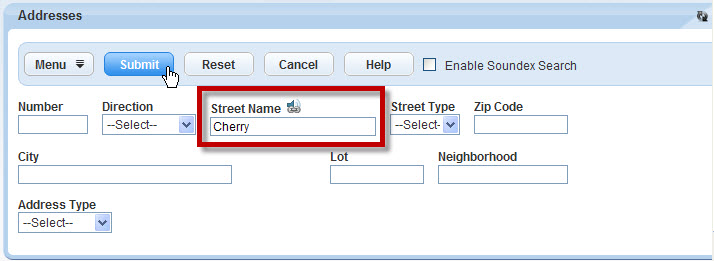 Addresses
Menu Submit Reset Cancel Help Enable Soundex Search
Number Direction Street Name Street Type Zip Code
--Select-- Cherry --Select-
City Lot Neighborhood
Address Type
--Select--